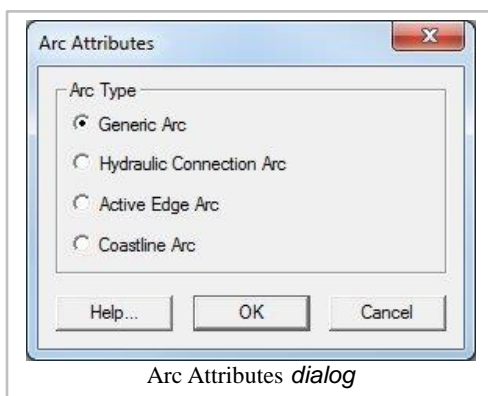 Arc Attributes
Arc Type
Generic Arc
Hydraulic Connection Arc
Active Edge Arc
Coastline Arc
Help... OK Cancel
Arc Attributes dialog